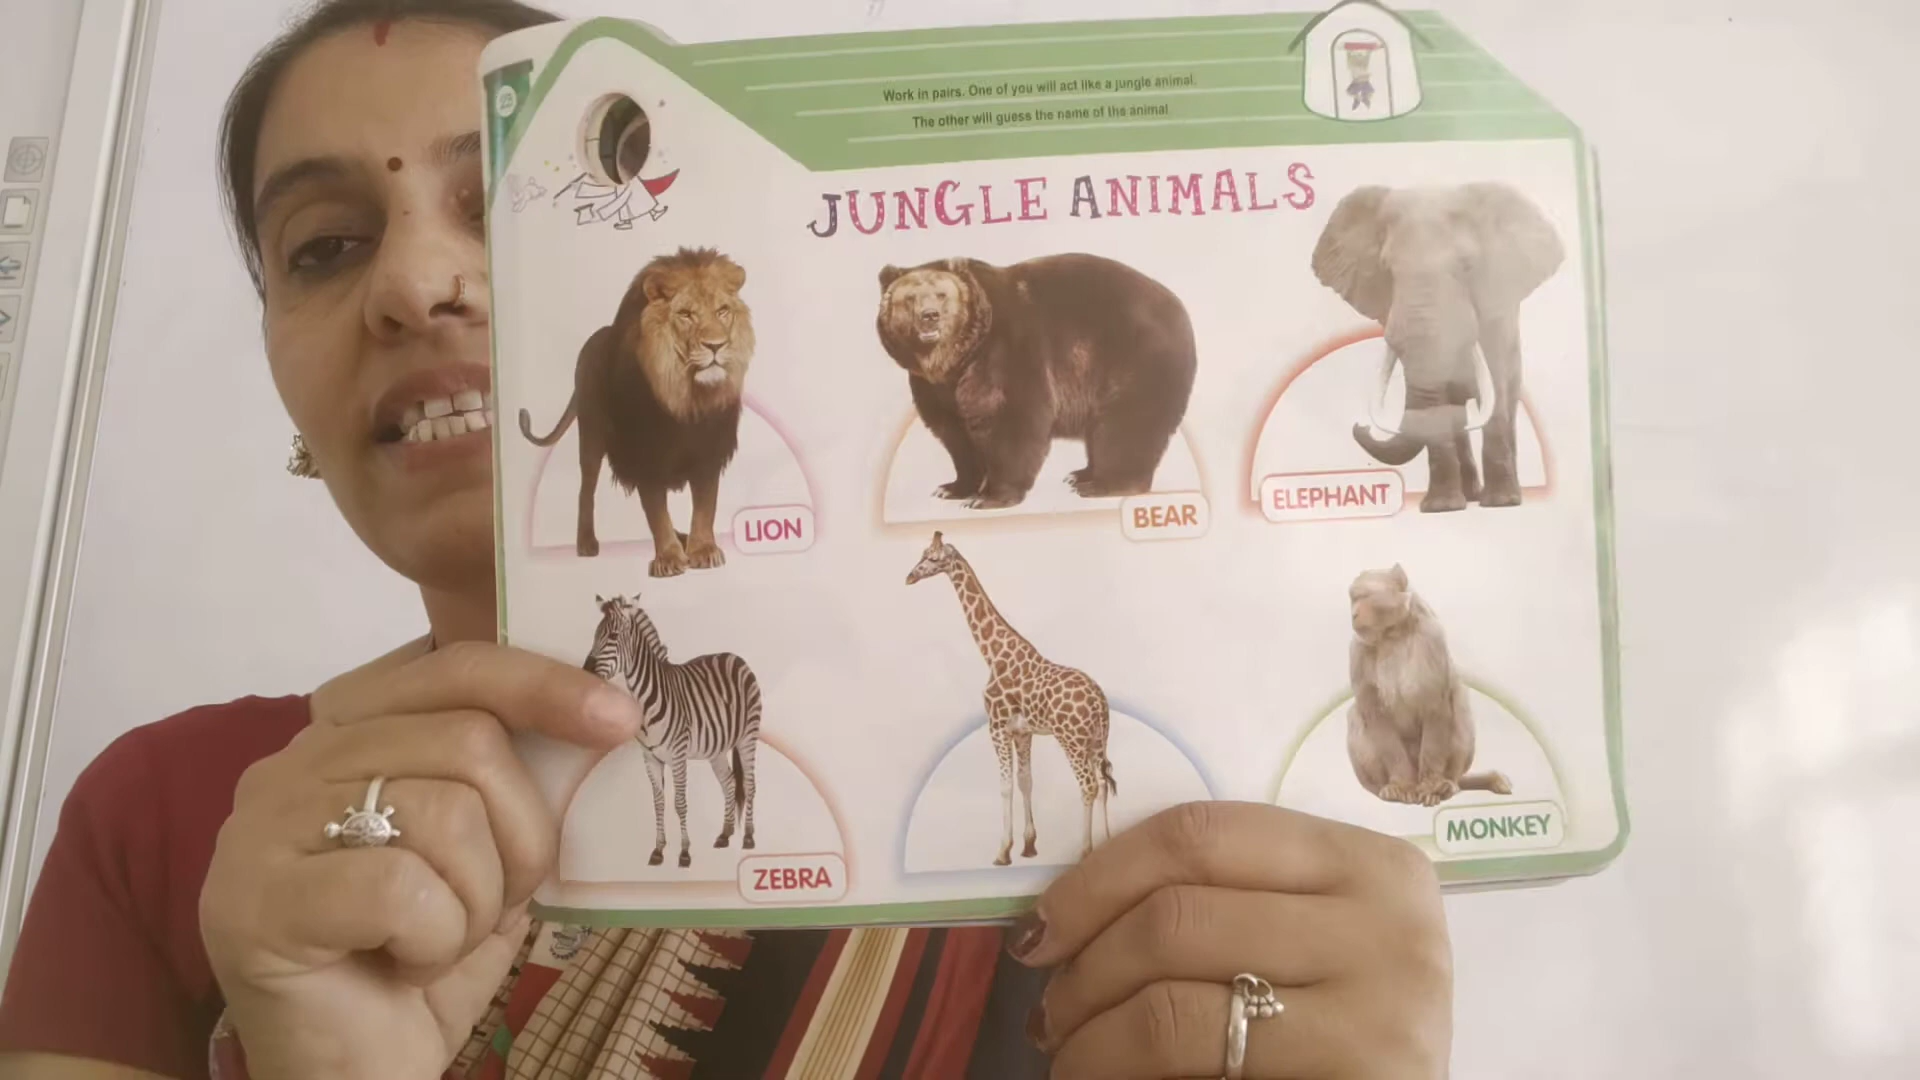 Work in pairs. One of you will act like a jungle animal.
The other will guess the name of the animal
JUNGLE ANIMALS
LION
BEAR
ELEPHANT
ZEBRA
MONKEY